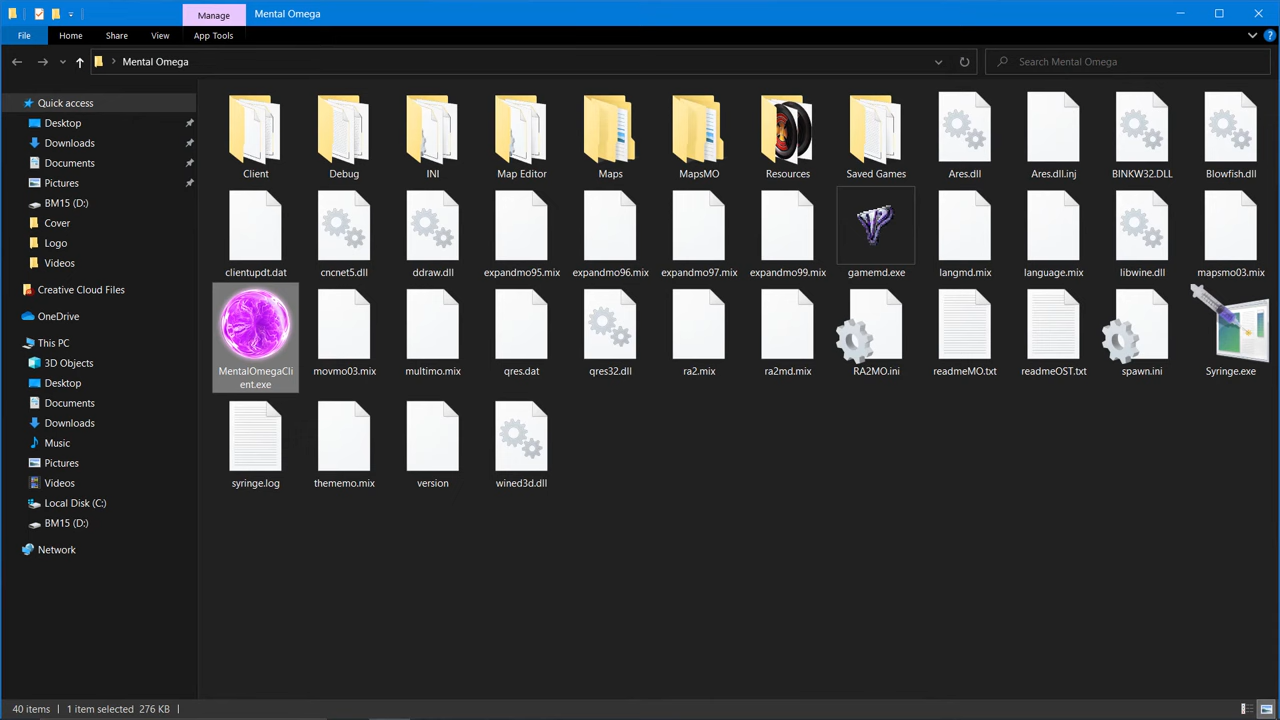 Manage
Mental Omega
File
Home
Share
View
App Tools
Mental Omega
Search Mental Omega
Quick access
Desktop
Downloads
Documents
Pictures
BM15 (D:)
Cover
Logo
Videos
Creative Cloud Files
OneDrive
This PC
3D Objects
Desktop
Documents
Downloads
Music
Pictures
Videos
Local Disk (C:)
BM15 (D:)
Network
Client
Debug
INI
Map Editor
Maps
MapsMO
Resources
Saved Games
Ares.dll
Ares.dll.inj
BINKW32.DLL
Blowfish.dll
clientupdt.dat
cncnet5.dll
ddraw.dll
expandmo95.mix
expandmo96.mix
expandmo97.mix
expandmo99.mix
gamemd.exe
langmd.mix
language.mix
libwine.dll
mapsmo03.mix
MentalOmegaCli
ent.exe
movmo03.mix
multimo.mix
qres.dat
qres32.dll
ra2.mix
ra2md.mix
RA2MO.ini
readmeMO.txt
readmeOST.txt
spawn.ini
Syringe.exe
syringe.log
thememo.mix
version
wined3d.dll
40 items
1 item selected 276 KB